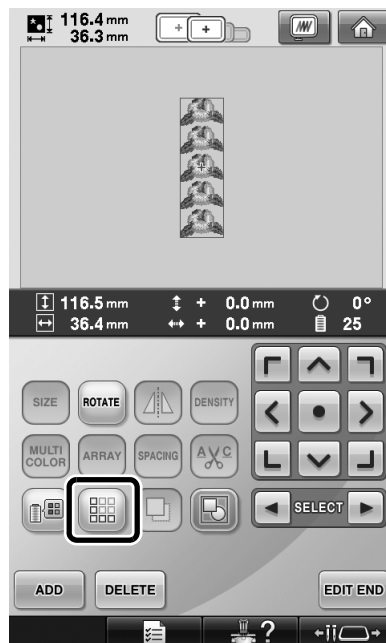 116.4 mm
36.3 mm
116.5 mm + 0.0 mm 0°
36.4 mm + 0.0 mm 25
SIZE ROTATE DENSITY
MULTI COLOR ARRAY SPACING A C
SELECT
ADD DELETE EDIT END
?